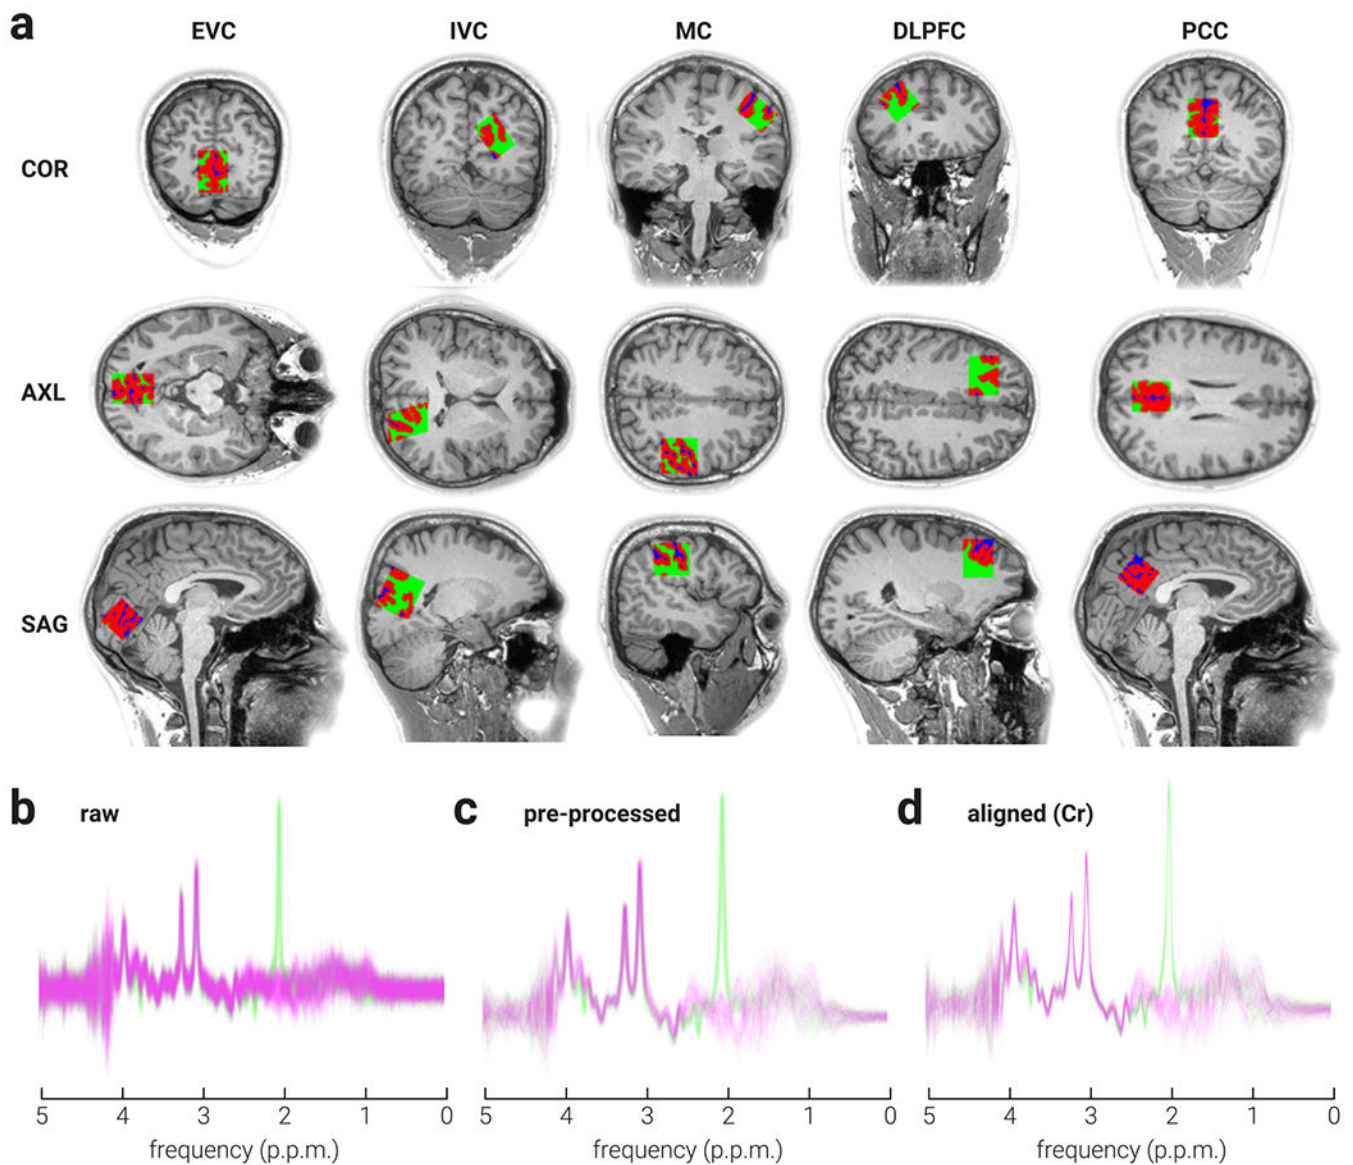 a EVC IVC MC DLPFC PCC
COR
AXL
SAG
b raw
c pre-processed
d aligned (Cr)
5 4 3 2 1 0
frequency (p.p.m.)
5 4 3 2 1 0
frequency (p.p.m.)
5 4 3 2 1 0
frequency (p.p.m.)